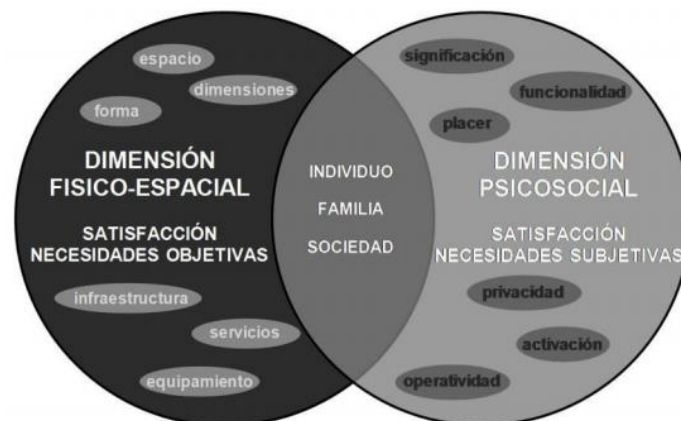 espacio
dimensiones
forma
DIMENSIÓN
FISICO-ESPACIAL
SATISFACCIÓN
NECESIDADES OBJETIVAS
infraestructura
servicios
equipamiento
INDIVIDUO
FAMILIA
SOCIEDAD
significación
funcionalidad
placer
DIMENSIÓN
PSICOSOCIAL
SATISFACCIÓN
NECESIDADES SUBJETIVAS
privacidad
activación
operatividad